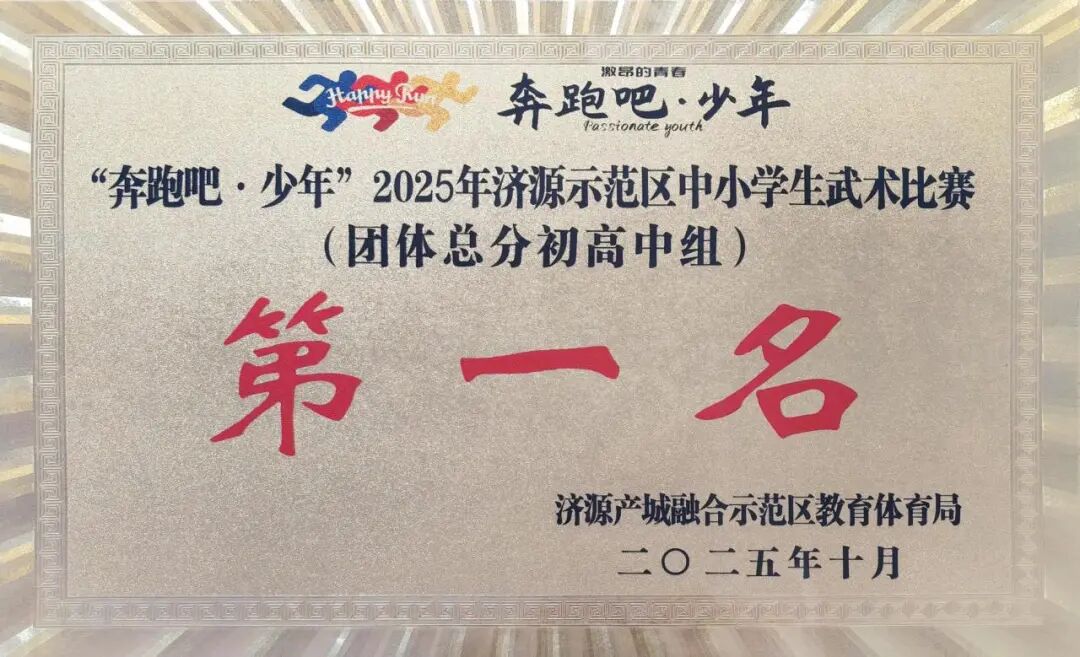 Happy Run
激昂的青春
奔跑吧·少年
Passionate youth
“奔跑吧·少年”2025年济源示范区中小学生武术比赛
（团体总分初高中组）
第一名
济源产城融合示范区教育体育局
二〇二五年十月